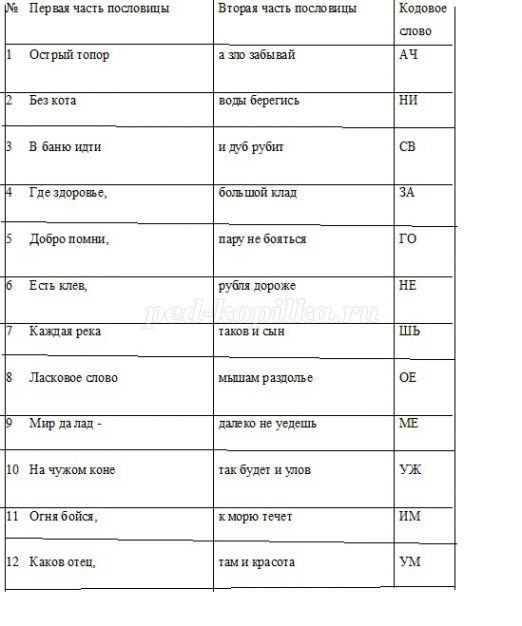 № Первая часть пословицы Вторая часть пословицы Кодовое
слово
1 Острый топор а зло забывай АЧ
2 Без кота воды берегись НИ
3 В баню идти и дуб рубит СВ
4 Где здоровье, большой клад ЗА
5 Добро помни, пару не бояться ГО
6 Есть клев, рубля дороже НЕ
ped-kopilka.ru
7 Каждая река таков и сын ШЬ
8 Ласковое слово мышам раздолье ОЕ
9 Мир да лад - далеко не уедешь МЕ
10 На чужом коне так будет и улов УЖ
11 Огня бойся, к морю течет ИМ
12 Каков отец, там и красота УМ